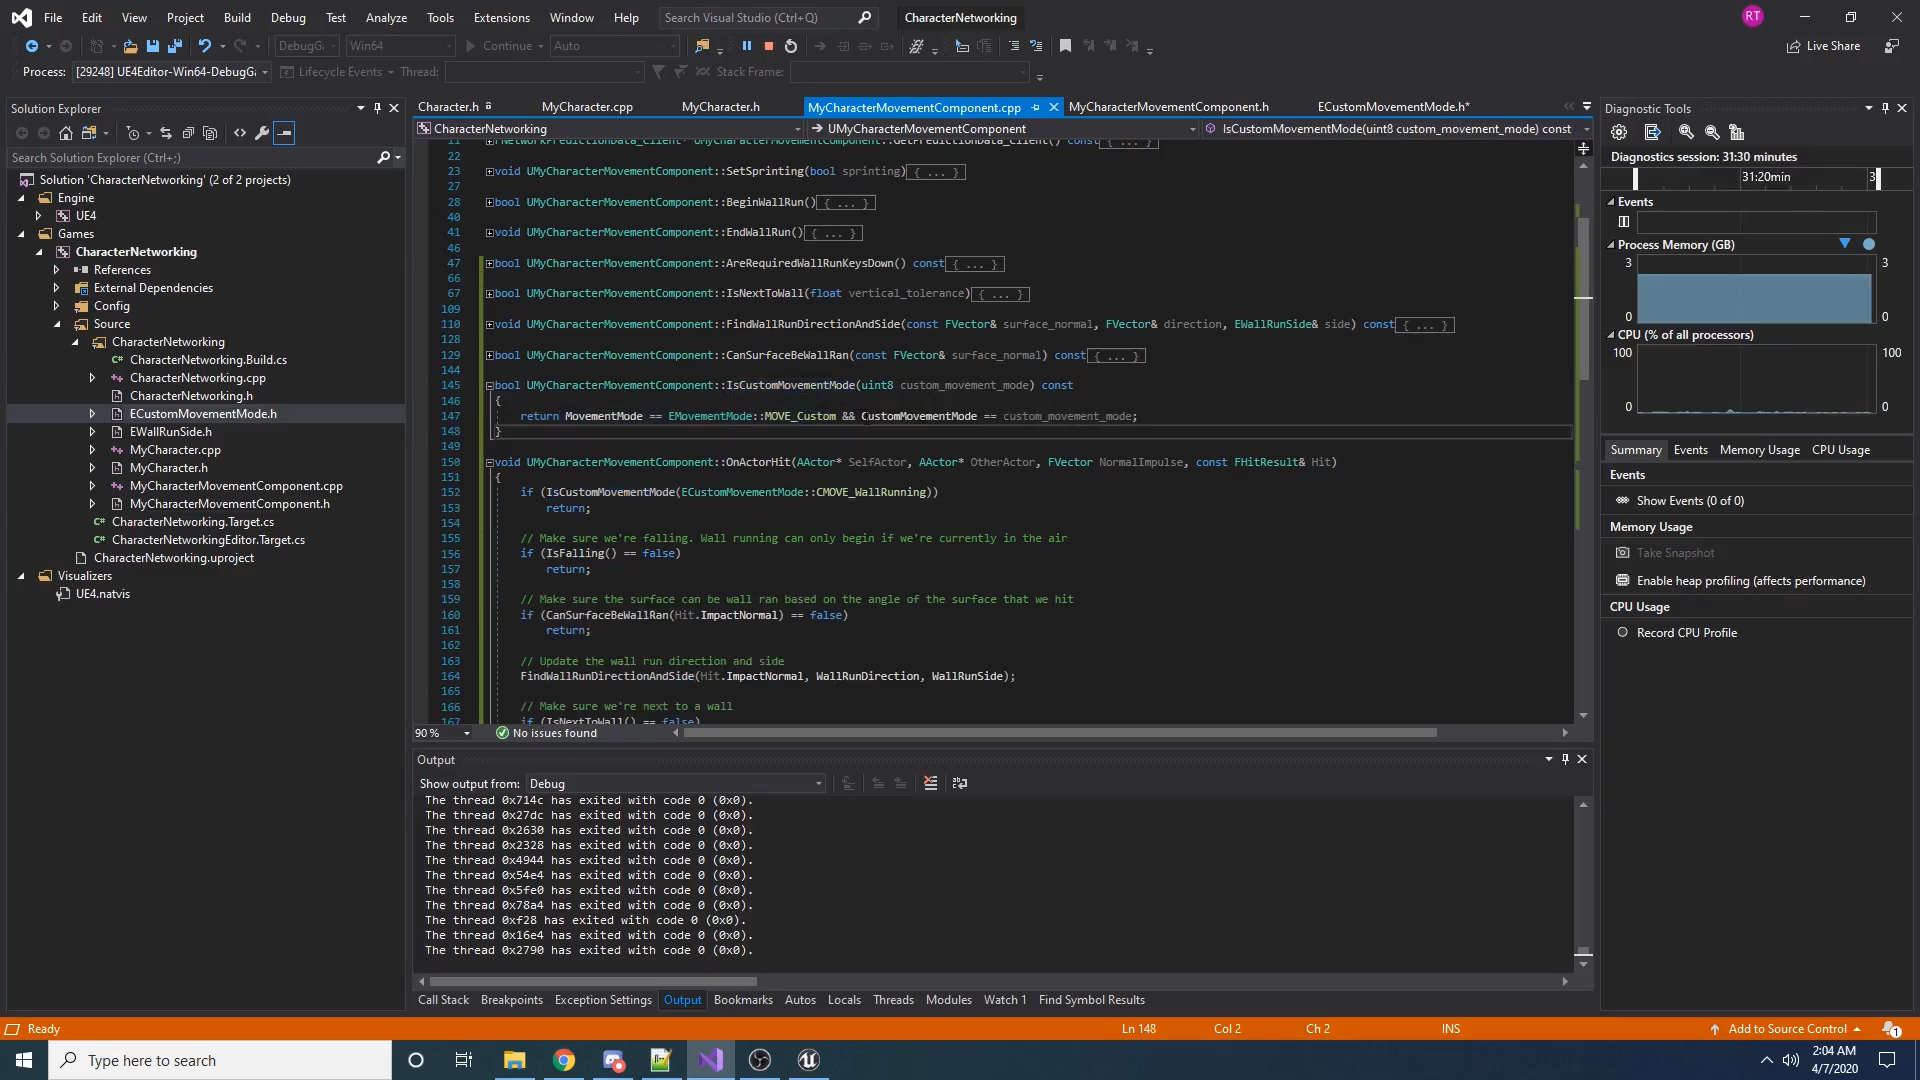 File Edit View Project Build Debug Test Analyze Tools Extensions Window Help Search Visual Studio (Ctrl+Q) CharacterNetworking RT
DebugG: Win64 Continue Auto Live Share
Process: [29248] UE4Editor-Win64-DebugGa Lifecycle Events Thread: Stack Frame:
Solution Explorer
Search Solution Explorer (Ctrl+;)
Solution 'CharacterNetworking' (2 of 2 projects)
Engine
UE4
Games
CharacterNetworking
References
External Dependencies
Config
Source
CharacterNetworking
CharacterNetworking.Build.cs
CharacterNetworking.cpp
CharacterNetworking.h
ECustomMovementMode.h
EWallRunSide.h
MyCharacter.cpp
MyCharacter.h
MyCharacterMovementComponent.cpp
MyCharacterMovementComponent.h
CharacterNetworking.Target.cs
CharacterNetworkingEditor.Target.cs
CharacterNetworking.uproject
Visualizers
UE4.natvis
Character.h MyCharacter.cpp MyCharacter.h MyCharacterMovementComponent.cpp MyCharacterMovementComponent.h ECustomMovementMode.h*
CharacterNetworking UMyCharacterMovementComponent IsCustomMovementMode(uint8 custom_movement_mode) const
11 FNetworkPredictionData_Client* UMyCharacterMovementComponent::GetPredictionData_Client() const{ ... }
22
23 void UMyCharacterMovementComponent::SetSprinting(bool sprinting){ ... }
27
28 bool UMyCharacterMovementComponent::BeginWallRun(){ ... }
40
41 void UMyCharacterMovementComponent::EndWallRun(){ ... }
46
47 bool UMyCharacterMovementComponent::AreRequiredWallRunKeysDown() const{ ... }
66
67 bool UMyCharacterMovementComponent::IsNextToWall(float vertical_tolerance){ ... }
109
110 void UMyCharacterMovementComponent::FindWallRunDirectionAndSide(const FVector& surface_normal, FVector& direction, EWallRunSide& side) const{ ... }
128
129 bool UMyCharacterMovementComponent::CanSurfaceBeWallRan(const FVector& surface_normal) const{ ... }
144
145 bool UMyCharacterMovementComponent::IsCustomMovementMode(uint8 custom_movement_mode) const
146 {
147 return MovementMode == EMovementMode::MOVE_Custom && CustomMovementMode == custom_movement_mode;
148 }
149
150 void UMyCharacterMovementComponent::OnActorHit(AActor* SelfActor, AActor* OtherActor, FVector NormalImpulse, const FHitResult& Hit)
151 {
152 if (IsCustomMovementMode(ECustomMovementMode::CMOVE_WallRunning))
153 return;
154
155 // Make sure we're falling. Wall running can only begin if we're currently in the air
156 if (IsFalling() == false)
157 return;
158
159 // Make sure the surface can be wall ran based on the angle of the surface that we hit
160 if (CanSurfaceBeWallRan(Hit.ImpactNormal) == false)
161 return;
162
163 // Update the wall run direction and side
164 FindWallRunDirectionAndSide(Hit.ImpactNormal, WallRunDirection, WallRunSide);
165
166 // Make sure we're next to a wall
167 if (IsNextToWall() == false)
90 % No issues found
Output
Show output from: Debug
The thread 0x714c has exited with code 0 (0x0).
The thread 0x27dc has exited with code 0 (0x0).
The thread 0x2630 has exited with code 0 (0x0).
The thread 0x2328 has exited with code 0 (0x0).
The thread 0x4944 has exited with code 0 (0x0).
The thread 0x54e4 has exited with code 0 (0x0).
The thread 0x5fe0 has exited with code 0 (0x0).
The thread 0x78a4 has exited with code 0 (0x0).
The thread 0xf28 has exited with code 0 (0x0).
The thread 0x16e4 has exited with code 0 (0x0).
The thread 0x2790 has exited with code 0 (0x0).
Call Stack Breakpoints Exception Settings Output Bookmarks Autos Locals Threads Modules Watch 1 Find Symbol Results
Diagnostic Tools
Diagnostics session: 31:30 minutes
31:20min 3
Events
Process Memory (GB)
3 3
0 0
CPU (% of all processors)
100 100
0 0
Summary Events Memory Usage CPU Usage
Events
Show Events (0 of 0)
Memory Usage
Take Snapshot
Enable heap profiling (affects performance)
CPU Usage
Record CPU Profile
Ready Ln 148 Col 2 Ch 2 INS Add to Source Control 1
Type here to search
2:04 AM
4/7/2020